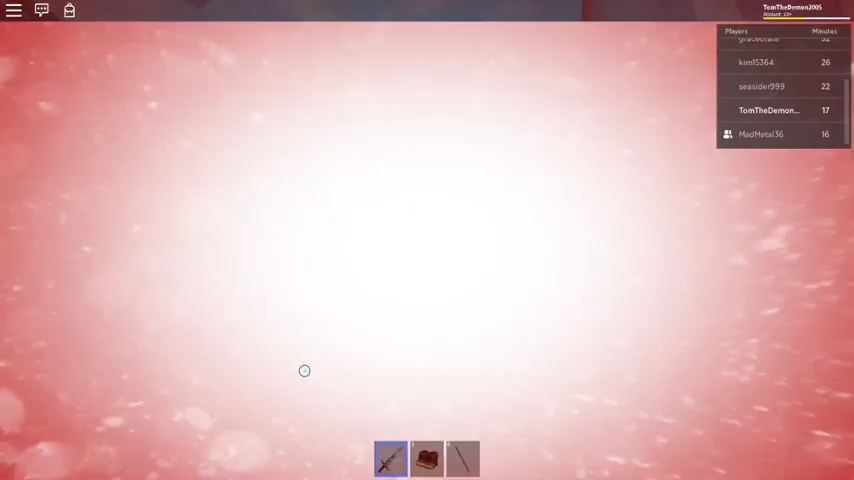 TomTheDemon2005
Account: 13+
Players Minutes
kim15364 26
seasider999 22
TomTheDemon... 17
MadMetal36 16